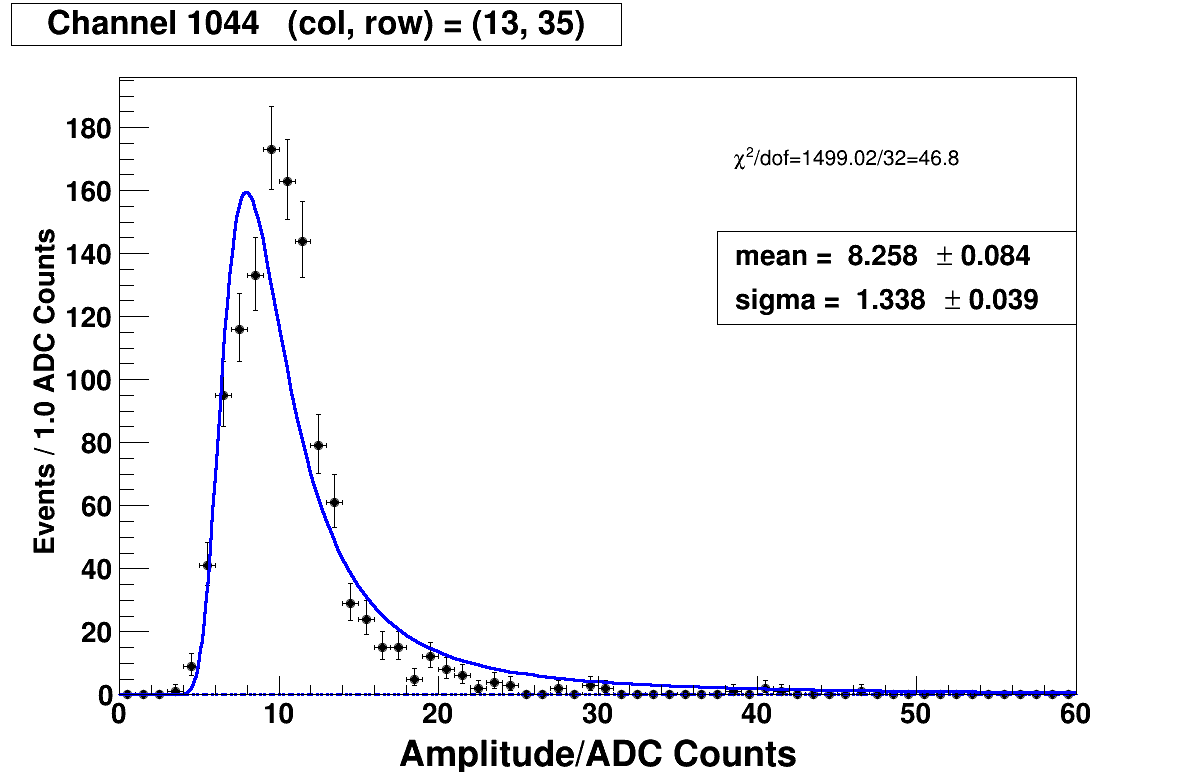 Channel 1044 (col, row) = (13, 35)
χ²/dof=1499.02/32=46.8
mean = 8.258 ± 0.084
sigma = 1.338 ± 0.039
Events / 1.0 ADC Counts
180
160
140
120
100
80
60
40
20
0
0 10 20 30 40 50 60
Amplitude/ADC Counts